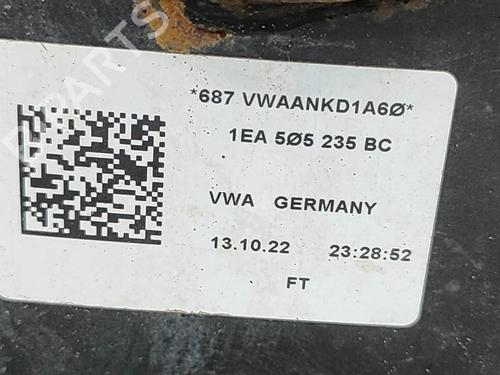 *687 VWAANKD1A6Ø*
1EA 5Ø5 235 BC
VWA GERMANY
13.10.22 23:28:52
FT